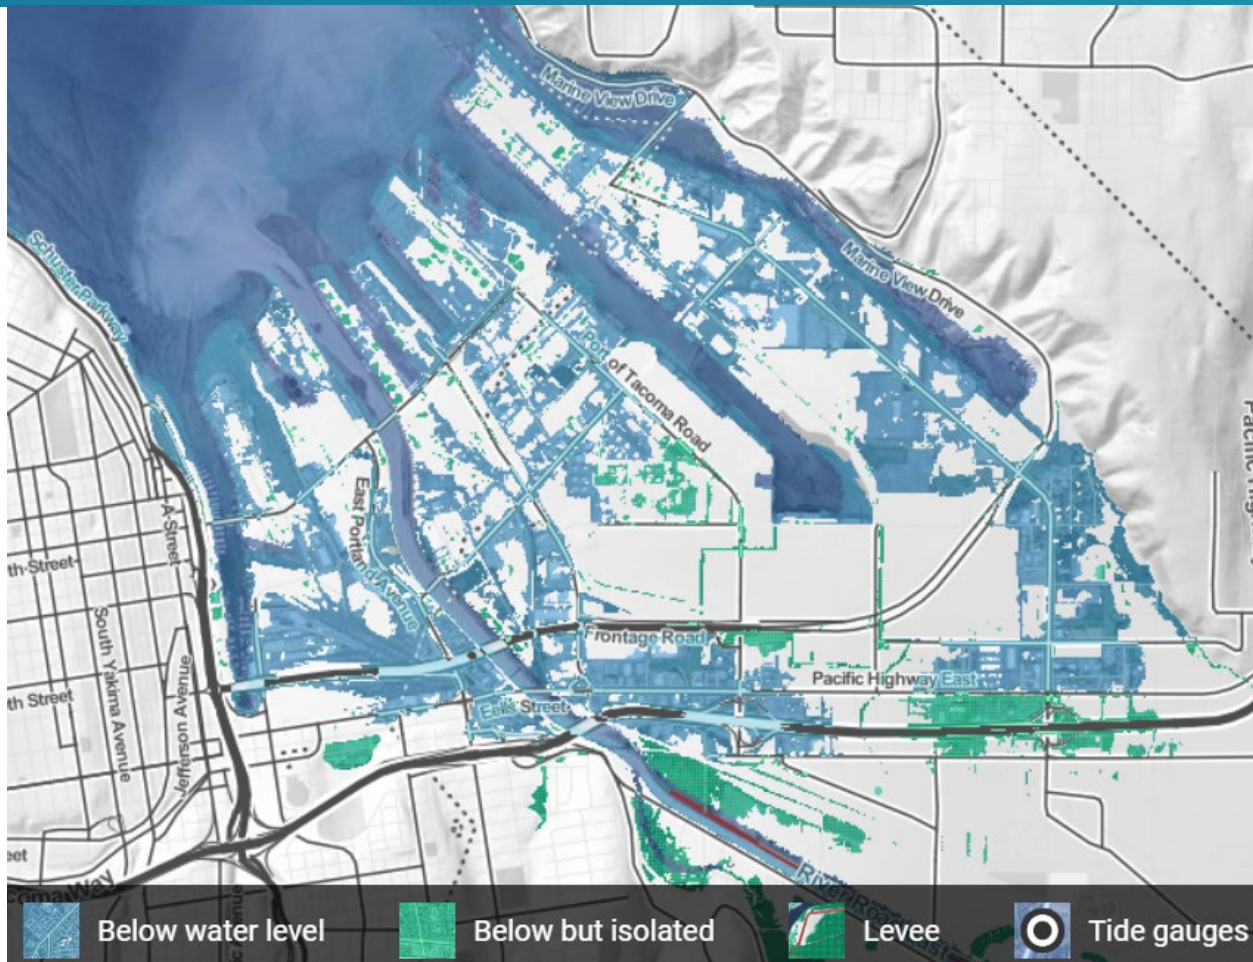 Marine View Drive
Schuster Parkway
Marine View Drive
Port of Tacoma Road
A Street
East Portland Avenue
th Street
South Yakima Avenue
Frontage Road
Jefferson Avenue
Pacific Highway East
th Street
Street
eet
coma Way
River Road East
Below water level
Below but isolated
Levee
Tide gauges